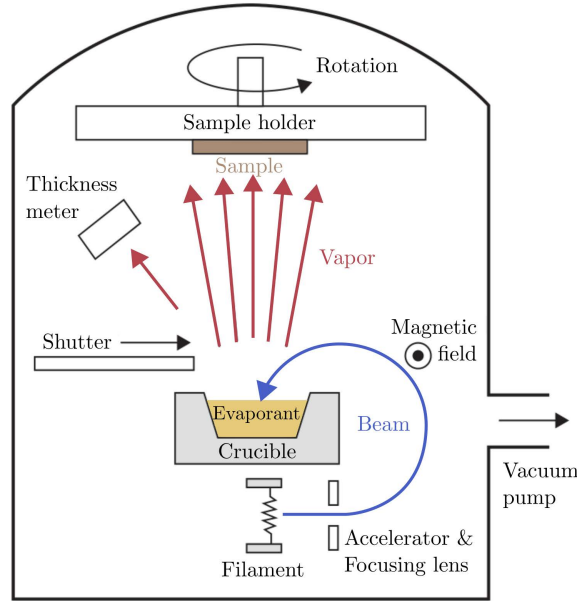 Rotation
Sample holder
Sample
Thickness
meter
Vapor
Shutter
Magnetic
field
Evaporant
Beam
Crucible
Vacuum
pump
Accelerator &
Focusing lens
Filament